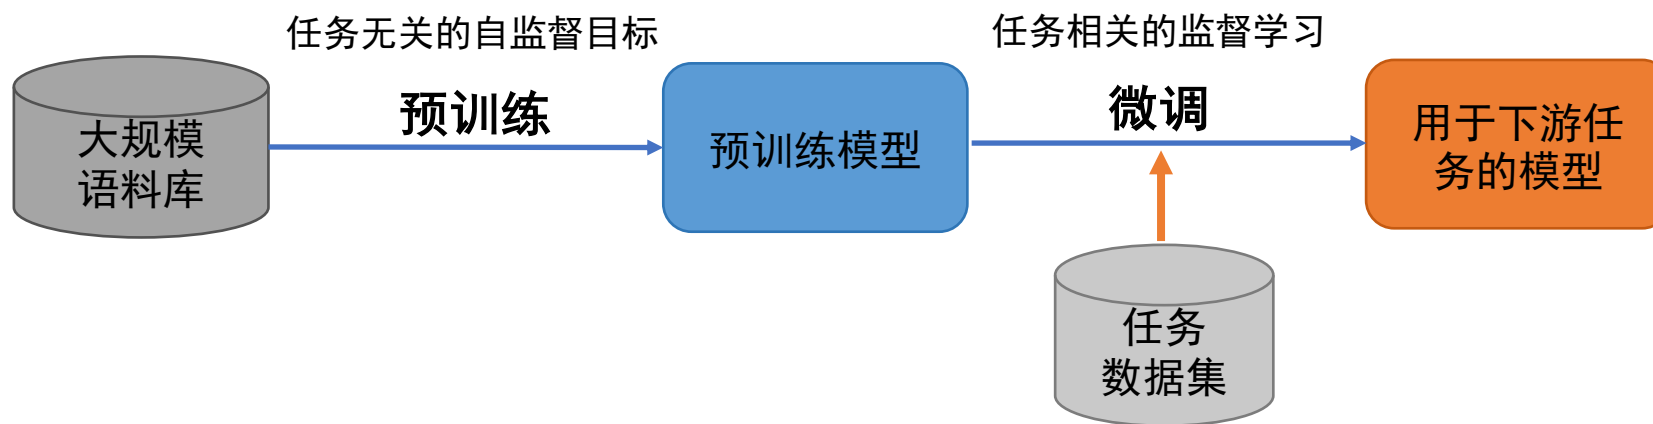 任务无关的自监督目标
任务相关的监督学习
预训练
微调
大规模
语料库
预训练模型
用于下游任
务的模型
任务
数据集